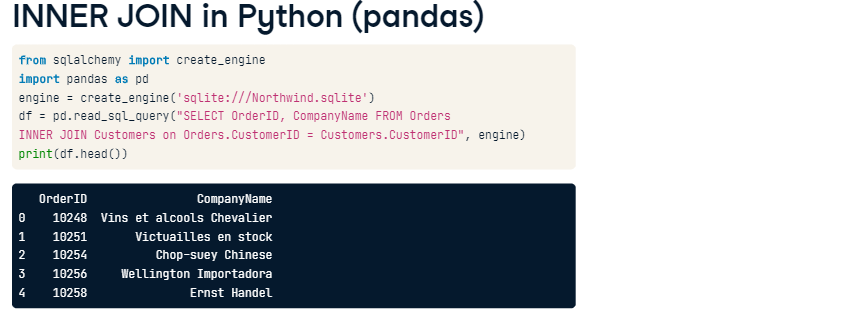 INNER JOIN in Python (pandas)
from sqlalchemy import create_engine
import pandas as pd
engine = create_engine('sqlite:///Northwind.sqlite')
df = pd.read_sql_query("SELECT OrderID, CompanyName FROM Orders
INNER JOIN Customers on Orders.CustomerID = Customers.CustomerID", engine)
print(df.head())
OrderID CompanyName
0 10248 Vins et alcools Chevalier
1 10251 Victuailles en stock
2 10254 Chop-suey Chinese
3 10256 Wellington Importadora
4 10258 Ernst Handel